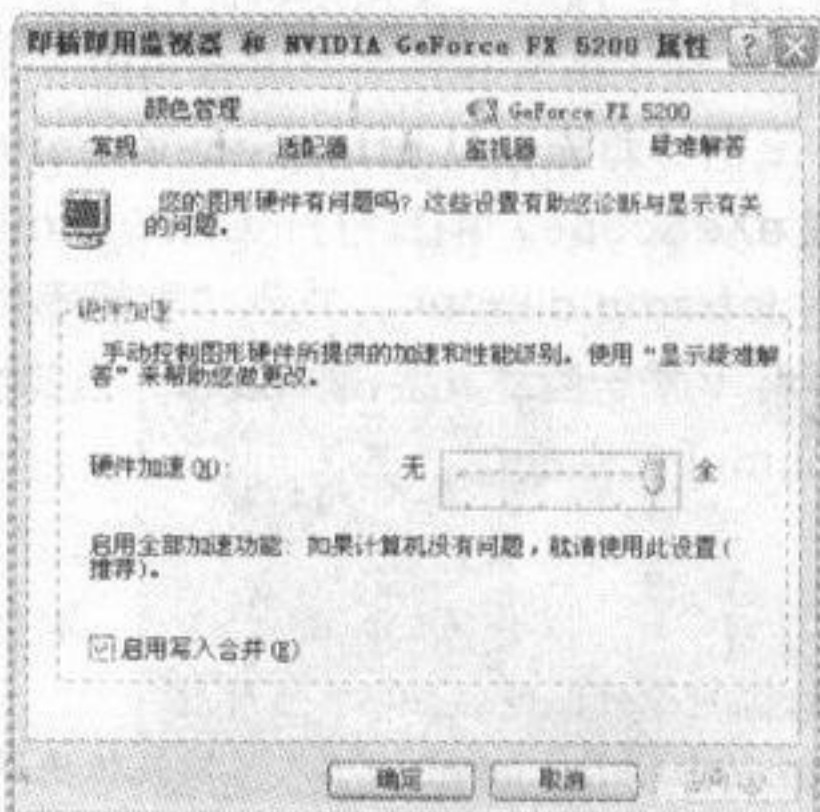 即插即用监视器 和 NVIDIA GeForce FX 5200 属性
颜色管理 GeForce FX 5200
常规 适配器 监视器 疑难解答
您的图形硬件有问题吗? 这些设置有助您诊断与显示有关
的问题。
硬件加速
手动控制图形硬件所提供的加速和性能级别。使用“显示疑难解
答”来帮助您做更改。
硬件加速(H): 无 全
启用全部加速功能: 如果计算机没有问题，就请使用此设置(
推荐)。
启用写入合并(E)
确定 取消